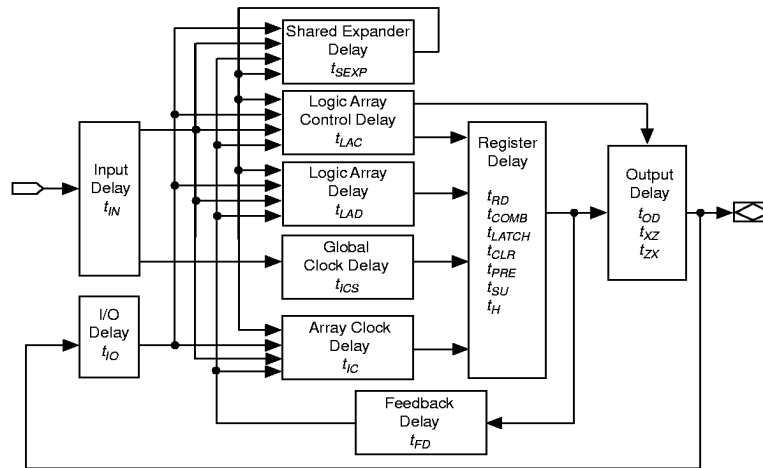 Shared Expander
Delay
tSEXP
Logic Array
Control Delay
tLAC
Register
Delay
tRD
tCOMB
tLATCH
tCLR
tPRE
tSU
tH
Input
Delay
tIN
Output
Delay
tOD
tXZ
tZX
Logic Array
Delay
tLAD
Global
Clock Delay
tICS
I/O
Delay
tIO
Array Clock
Delay
tIC
Feedback
Delay
tFD